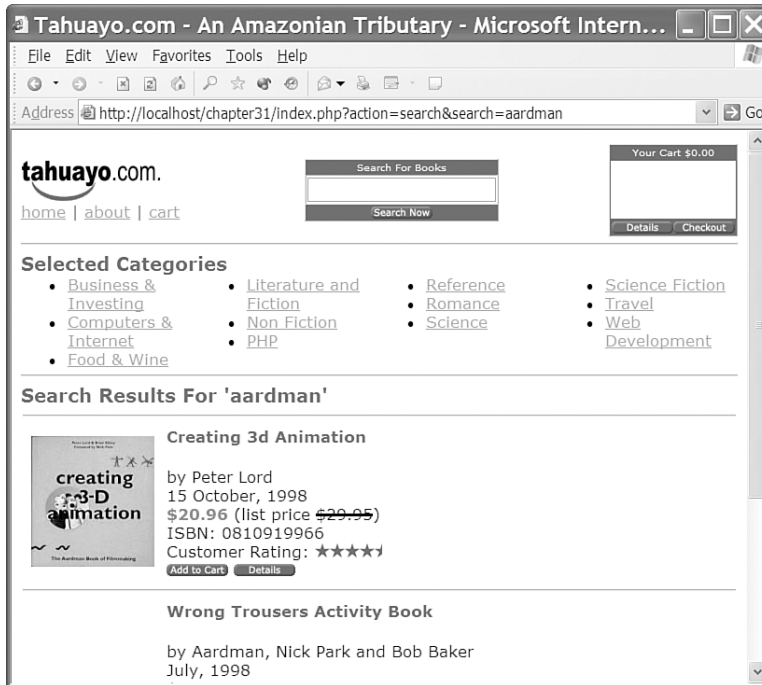 Tahuayo.com - An Amazonian Tributary - Microsoft Intern...
File Edit View Favorites Tools Help
Address http://localhost/chapter31/index.php?action=search&search=aardman Go
tahuayo.com.
home | about | cart
Search For Books
Search Now
Your Cart $0.00
Details Checkout
Selected Categories
• Business &
Investing
• Computers &
Internet
• Food & Wine
• Literature and
Fiction
• Non Fiction
• PHP
• Reference
• Romance
• Science
• Science Fiction
• Travel
• Web
Development
Search Results For 'aardman'
creating
3-D
animation
The Aardman Book of Filmmaking
Creating 3d Animation
by Peter Lord
15 October, 1998
$20.96 (list price $29.95)
ISBN: 0810919966
Customer Rating:
Add to Cart Details
Wrong Trousers Activity Book
by Aardman, Nick Park and Bob Baker
July, 1998